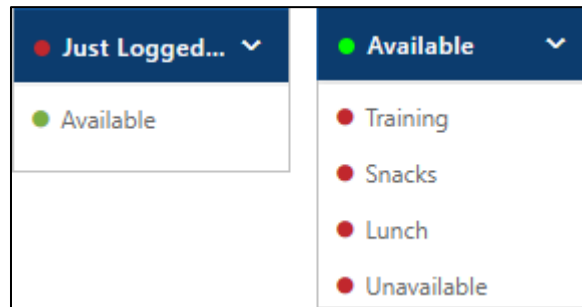 Just Logged...
Available
Available
Training
Snacks
Lunch
Unavailable